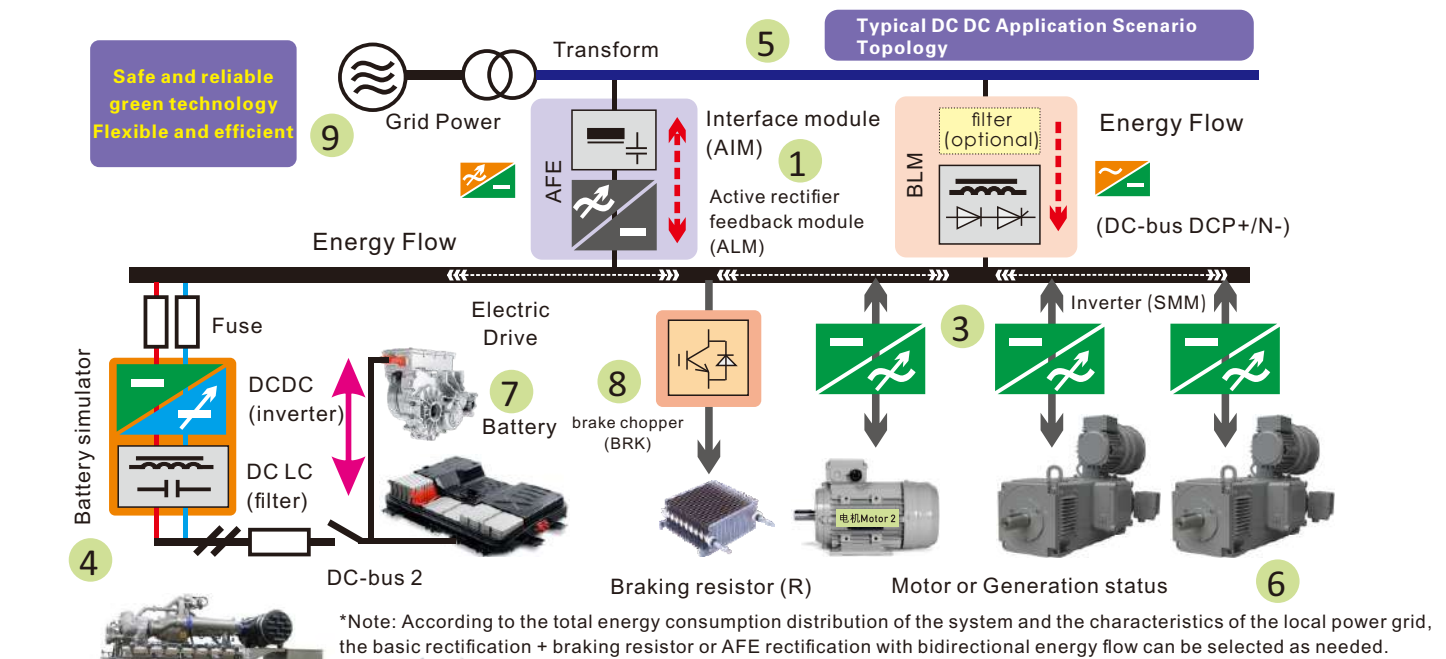 Typical DC DC Application Scenario
Topology
5
Transform
Safe and reliable
green technology
Flexible and efficient
9
Grid Power
AFE
Interface module
(AIM)
1
Active rectifier
feedback module
(ALM)
BLM
filter
(optional)
Energy Flow
(DC-bus DCP+/N-)
Energy Flow
Fuse
Electric
Drive
Inverter (SMM)
3
Battery simulator
DCDC
(inverter)
7
Battery
8
brake chopper
(BRK)
DC LC
(filter)
电机Motor 2
4
DC-bus 2
Braking resistor (R)
Motor or Generation status
6
*Note: According to the total energy consumption distribution of the system and the characteristics of the local power grid,
the basic rectification + braking resistor or AFE rectification with bidirectional energy flow can be selected as needed.